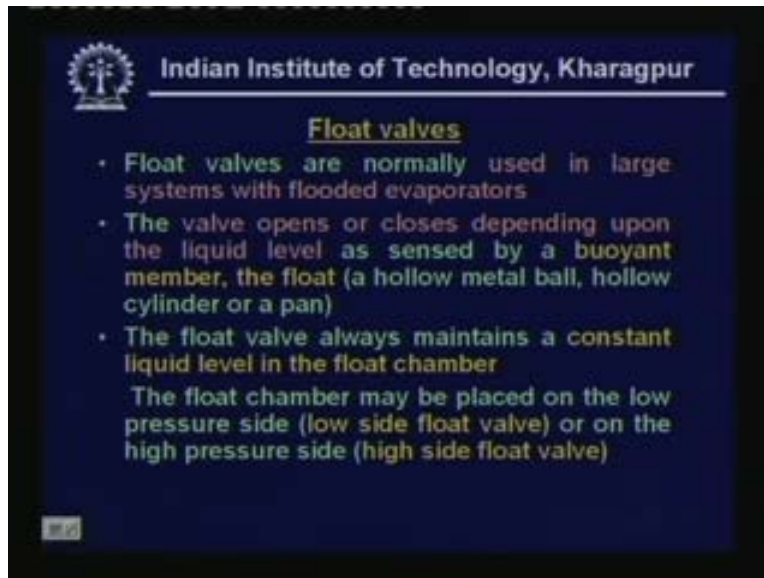 Indian Institute of Technology, Kharagpur
Float valves
• Float valves are normally used in large
systems with flooded evaporators
• The valve opens or closes depending upon
the liquid level as sensed by a buoyant
member, the float (a hollow metal ball, hollow
cylinder or a pan)
• The float valve always maintains a constant
liquid level in the float chamber
The float chamber may be placed on the low
pressure side (low side float valve) or on the
high pressure side (high side float valve)